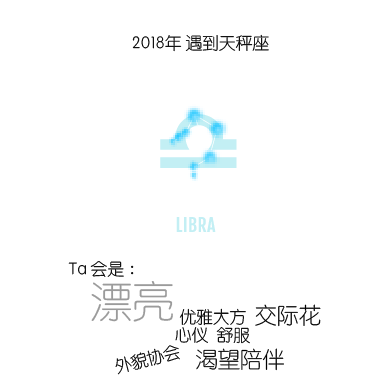 2018年 遇到天秤座
LIBRA
Ta 会是：
漂亮 优雅大方 交际花
心仪 舒服
外貌协会 渴望陪伴